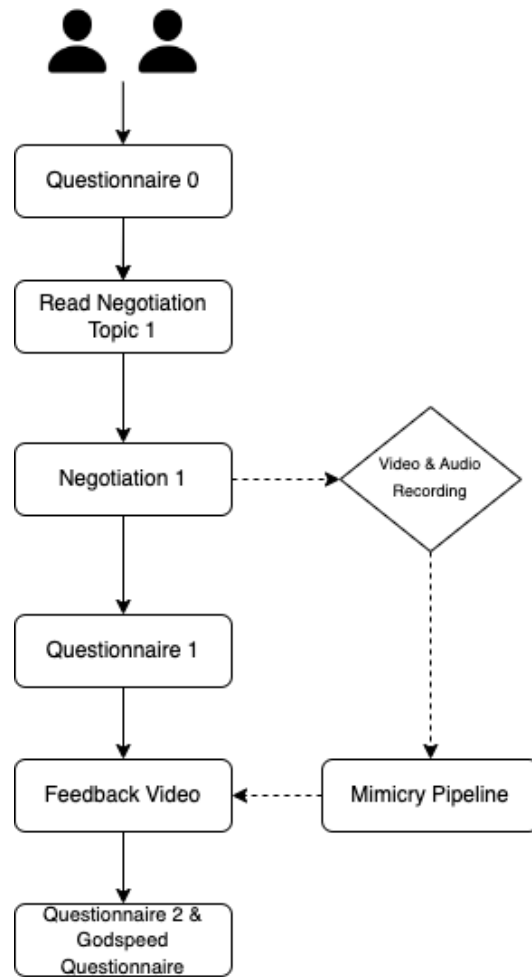 Questionnaire 0
Read Negotiation
Topic 1
Negotiation 1
Video & Audio
Recording
Questionnaire 1
Feedback Video
Mimicry Pipeline
Questionnaire 2 &
Godspeed
Questionnaire